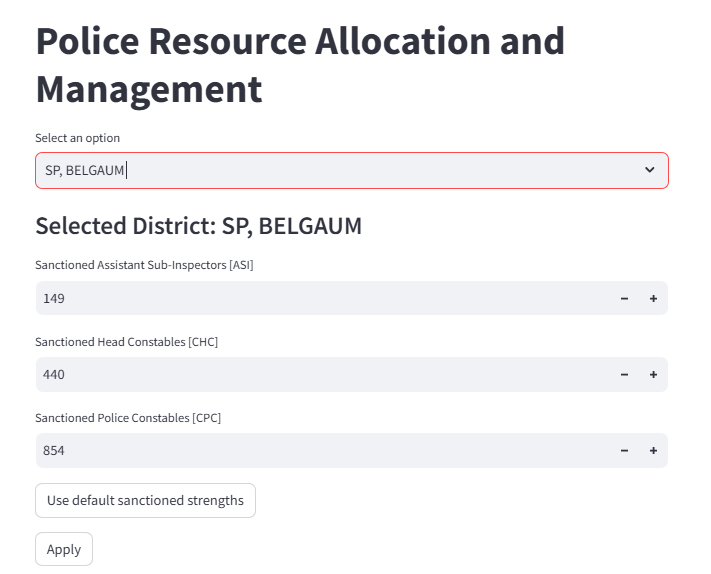 Police Resource Allocation and
Management
Select an option
SP, BELGAUM
Selected District: SP, BELGAUM
Sanctioned Assistant Sub-Inspectors [ASI]
149
Sanctioned Head Constables [CHC]
440
Sanctioned Police Constables [CPC]
854
Use default sanctioned strengths
Apply